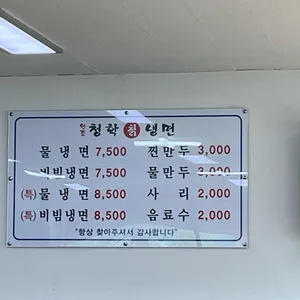 청학 칡 냉면
물냉면 7,500 찐만두 3,000
비빔냉면 7,500 물만두 3,000
(특) 물냉면 8,500 사리 2,000
(특) 비빔냉면 8,500 음료수 2,000
"항상 찾아주셔서 감사합니다"